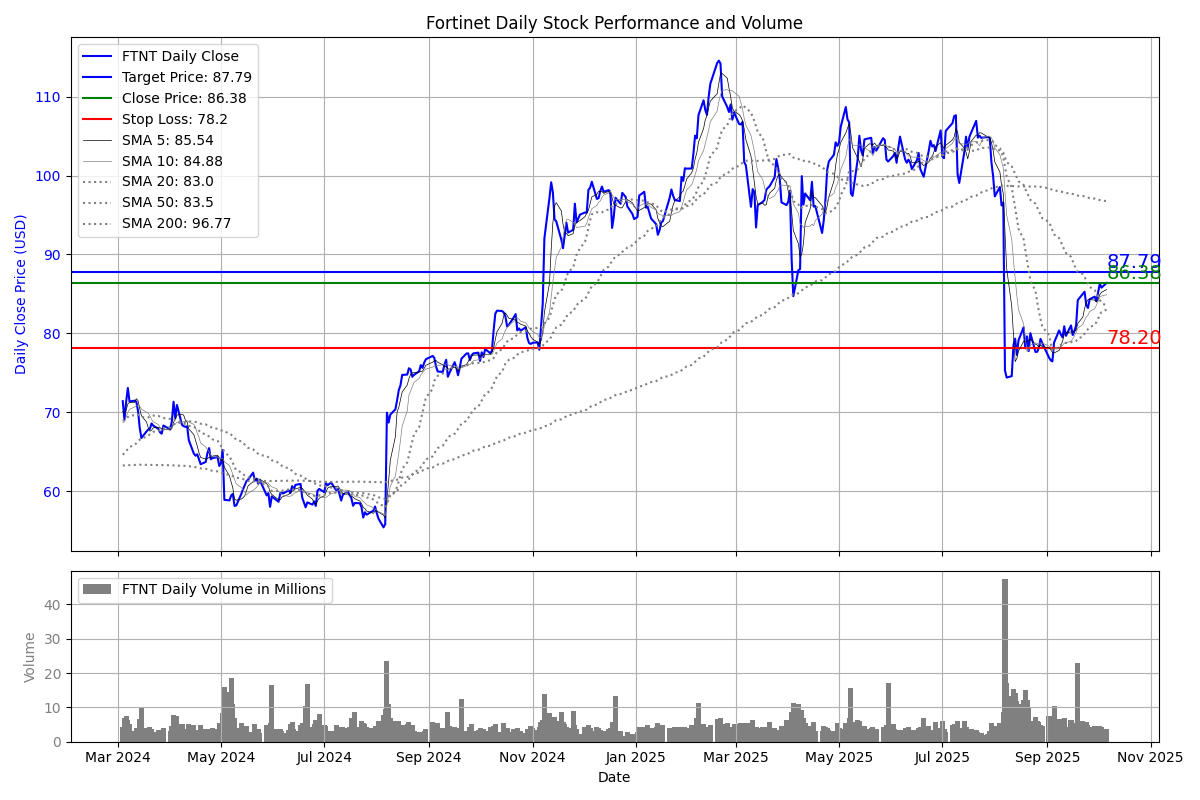 Fortinet Daily Stock Performance and Volume
FTNT Daily Close
Target Price: 87.79
Close Price: 86.38
Stop Loss: 78.2
SMA 5: 85.54
SMA 10: 84.88
SMA 20: 83.0
SMA 50: 83.5
SMA 200: 96.77
Daily Close Price (USD)
110
100
90
80
70
60
87.79
86.38
78.20
FTNT Daily Volume in Millions
Volume
40
30
20
10
0
Mar 2024 May 2024 Jul 2024 Sep 2024 Nov 2024 Jan 2025 Mar 2025 May 2025 Jul 2025 Sep 2025 Nov 2025
Date